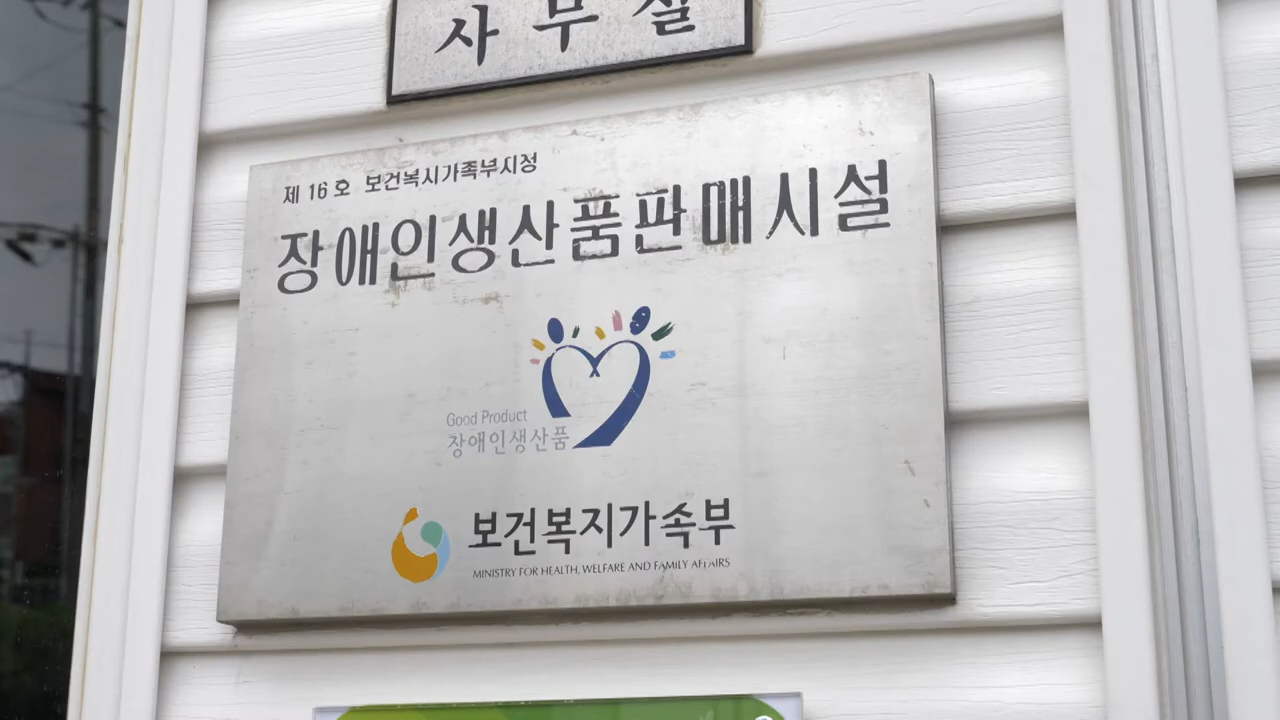 사무실
제 16 호 보건복시가족부시정
장애인생산품판매시설
Good Product
장애인생산품
보건복지가족부
MINISTRY FOR HEALTH, WELFARE AND FAMILY AFFAIRS